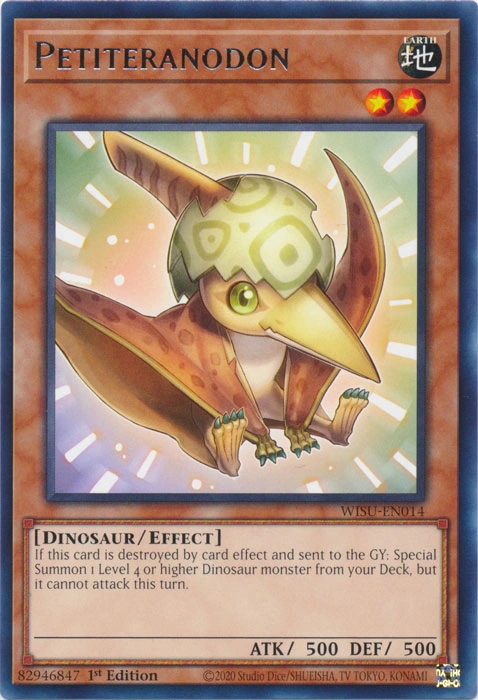 PETITERANODON
EARTH
地
WISU-EN014
[DINOSAUR/EFFECT]
If this card is destroyed by card effect and sent to the GY: Special
Summon 1 Level 4 or higher Dinosaur monster from your Deck, but
it cannot attack this turn.
ATK/ 500 DEF/ 500
82946847 1st Edition
©2020 Studio Dice/SHUEISHA, TV TOKYO, KONAMI